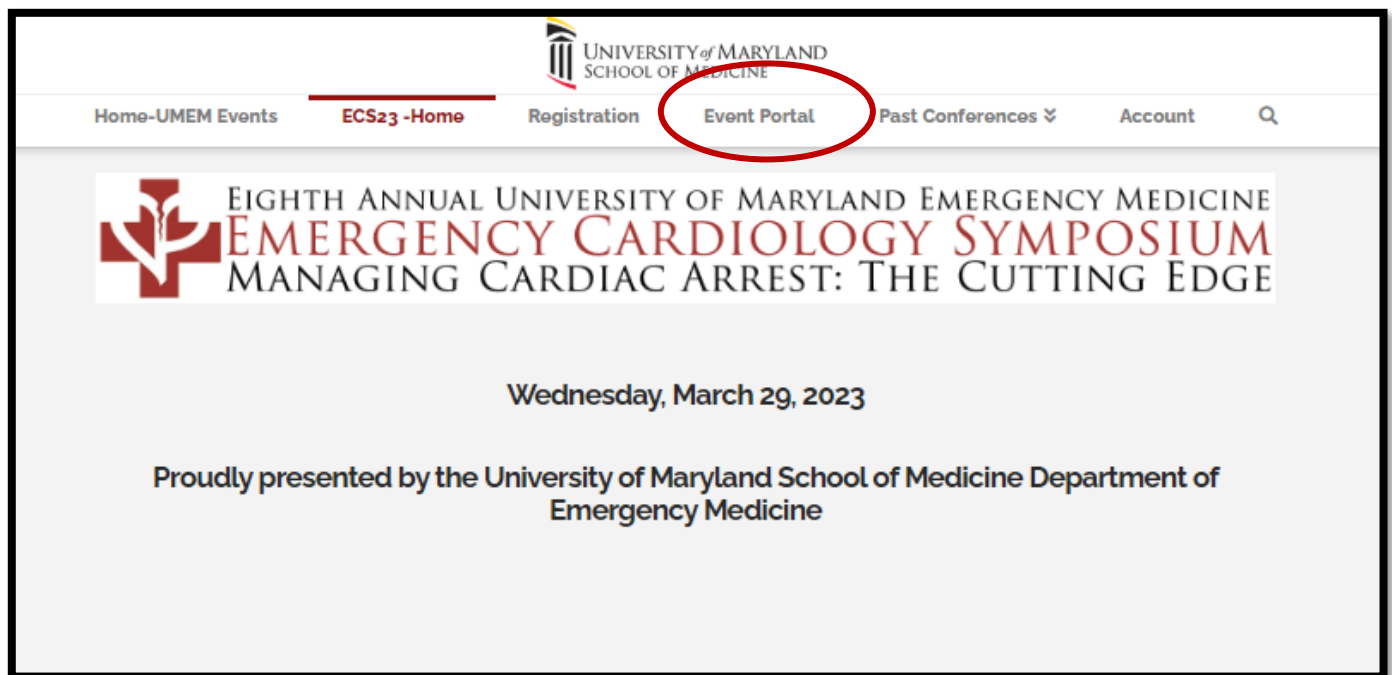 UNIVERSITY of MARYLAND
SCHOOL OF MEDICINE
Home-UMEM Events ECS23 -Home Registration Event Portal Past Conferences Account
EIGHTH ANNUAL UNIVERSITY OF MARYLAND EMERGENCY MEDICINE
EMERGENCY CARDIOLOGY SYMPOSIUM
MANAGING CARDIAC ARREST: THE CUTTING EDGE
Wednesday, March 29, 2023
Proudly presented by the University of Maryland School of Medicine Department of
Emergency Medicine